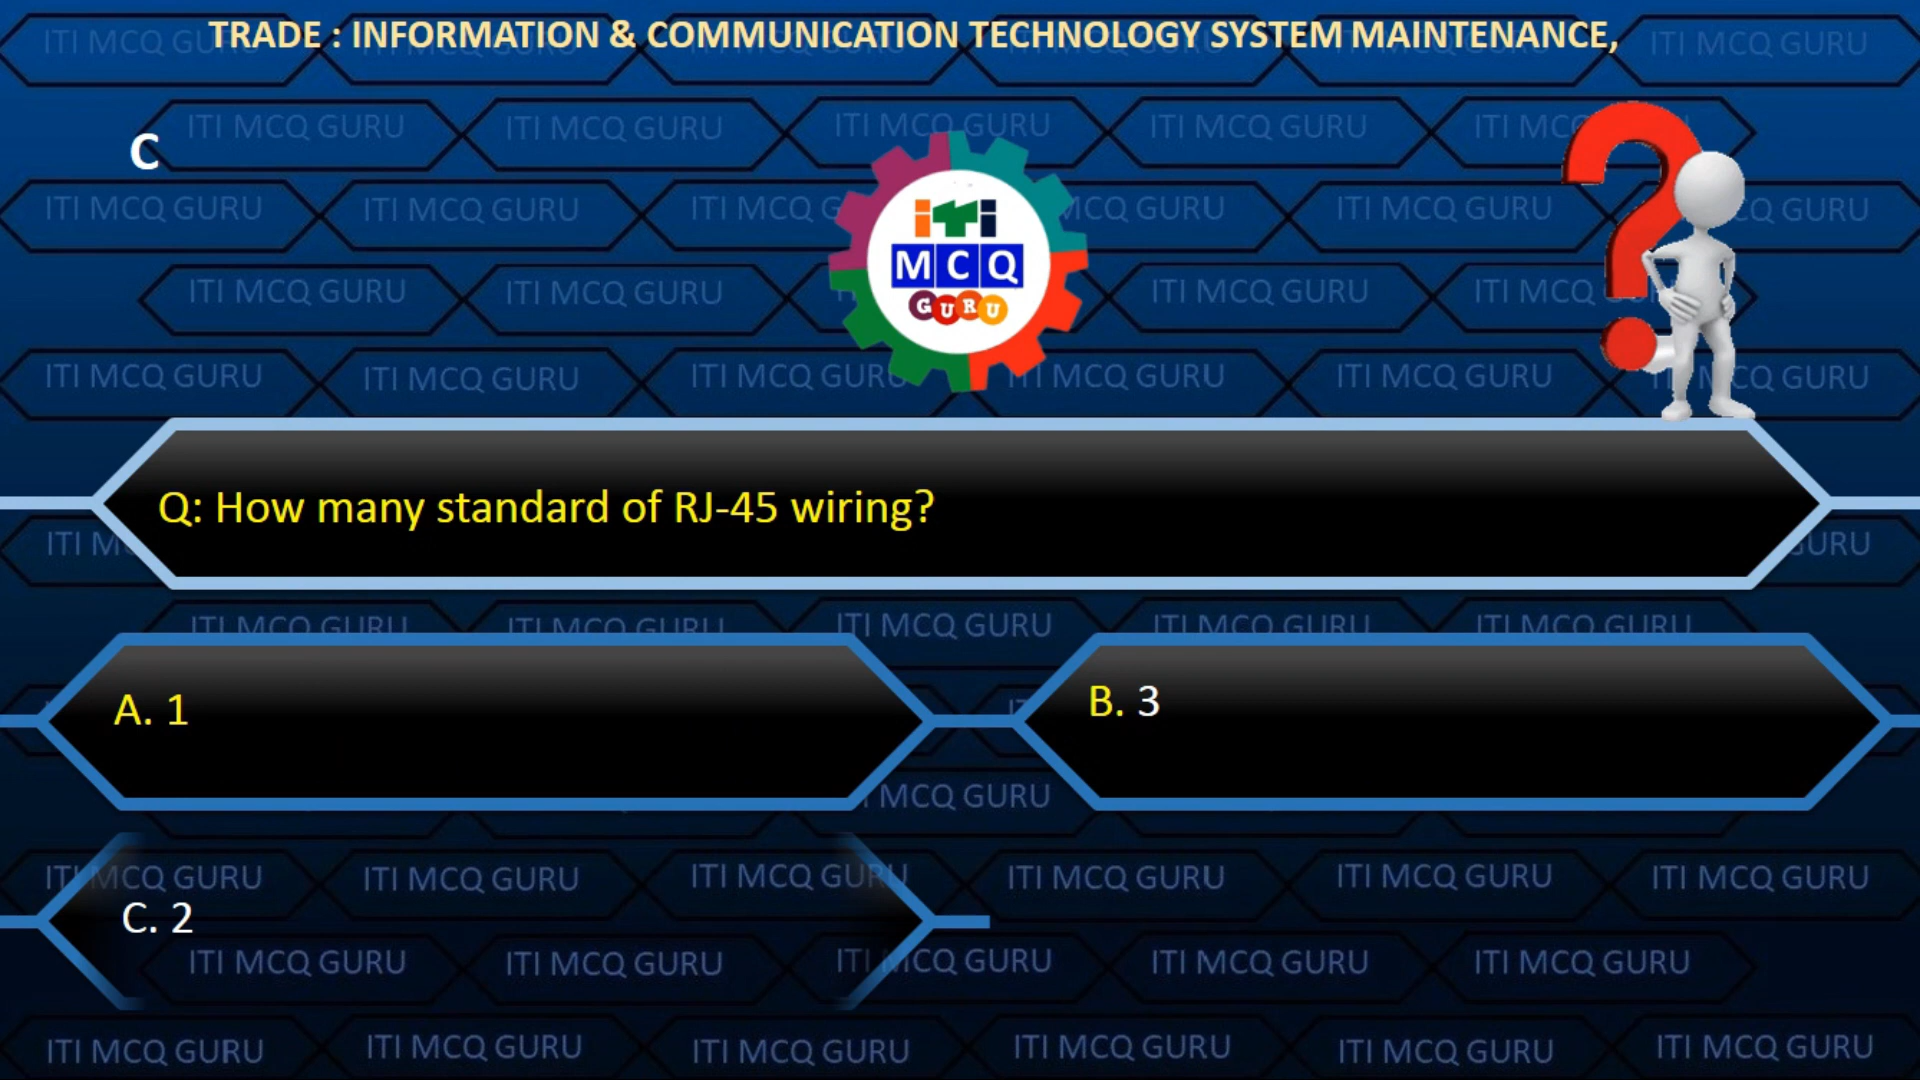 TRADE : INFORMATION & COMMUNICATION TECHNOLOGY SYSTEM MAINTENANCE,
C
iTi
MCQ
GURU
Q: How many standard of RJ-45 wiring?
A. 1
B. 3
C. 2
ITI MCQ GURU